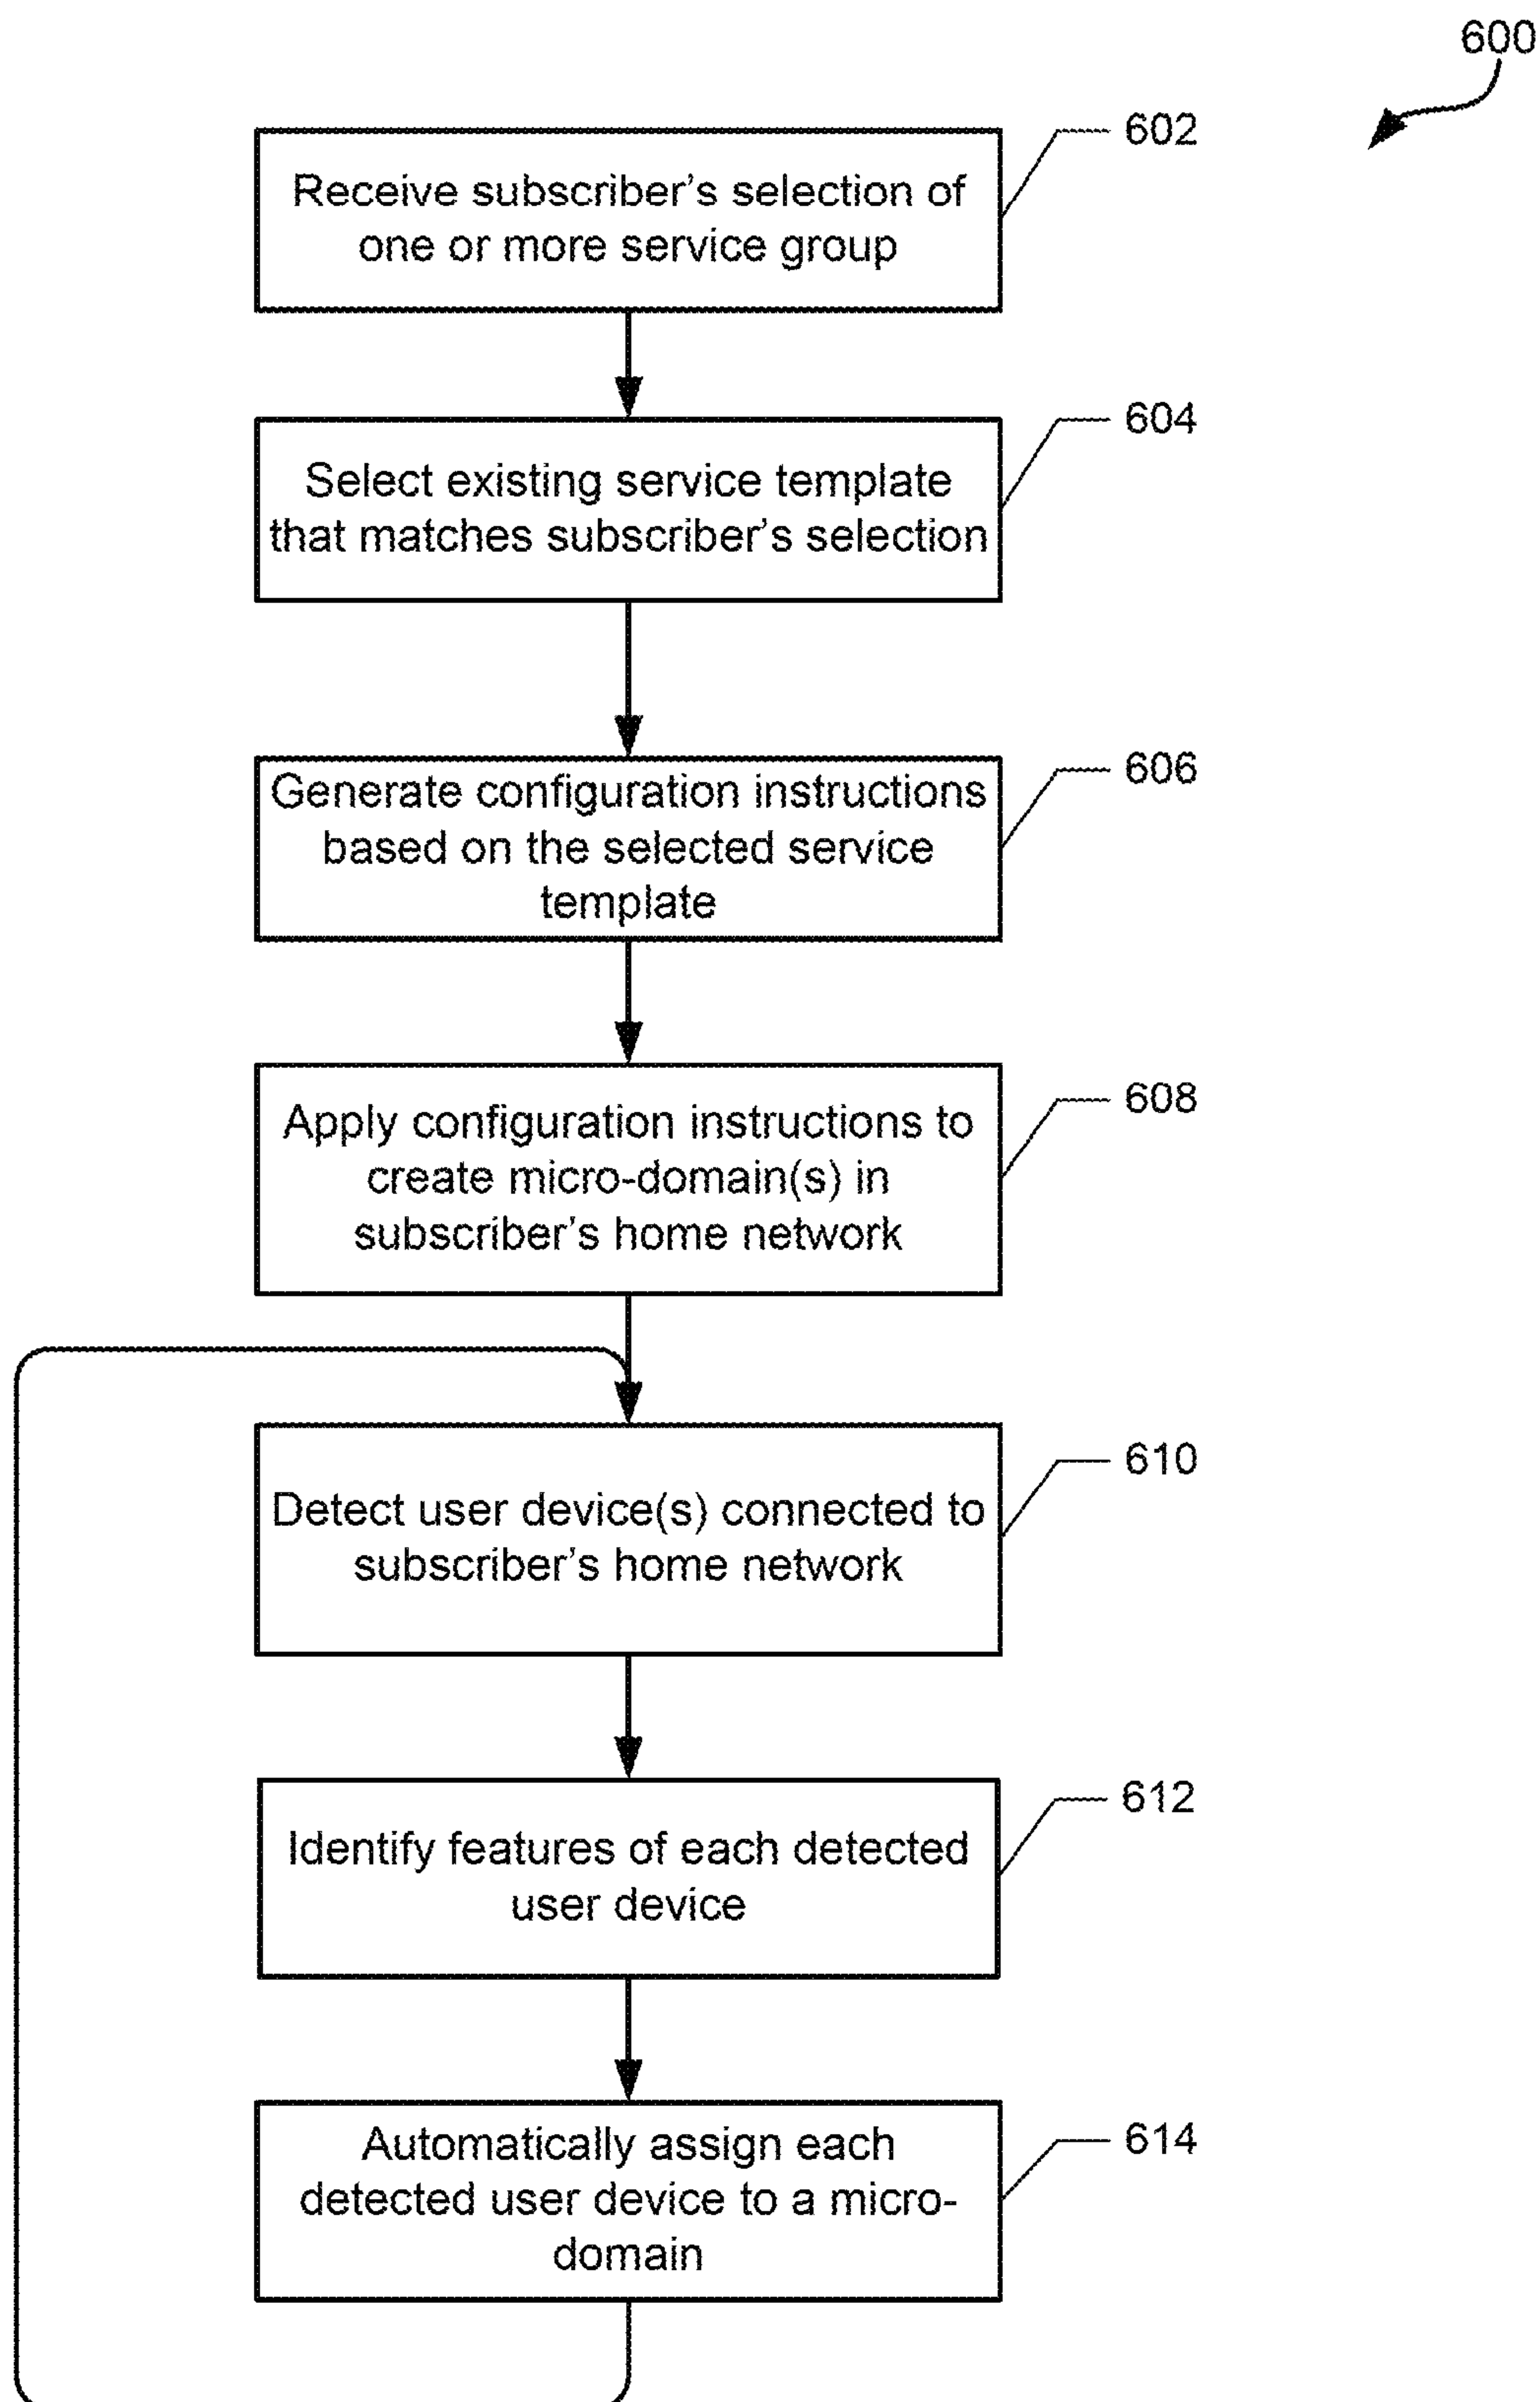 600
602
Receive subscriber's selection of
one or more service group
604
Select existing service template
that matches subscriber's selection
606
Generate configuration instructions
based on the selected service
template
608
Apply configuration instructions to
create micro-domain(s) in
subscriber's home network
610
Detect user device(s) connected to
subscriber's home network
612
Identify features of each detected
user device
614
Automatically assign each
detected user device to a micro-
domain